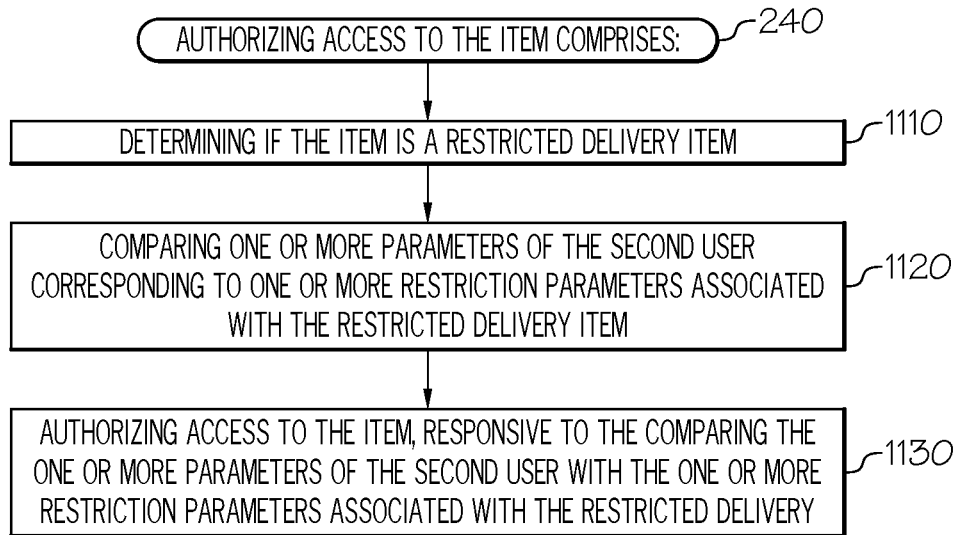 AUTHORIZING ACCESS TO THE ITEM COMPRISES:
240
DETERMINING IF THE ITEM IS A RESTRICTED DELIVERY ITEM
1110
COMPARING ONE OR MORE PARAMETERS OF THE SECOND USER
CORRESPONDING TO ONE OR MORE RESTRICTION PARAMETERS ASSOCIATED
WITH THE RESTRICTED DELIVERY ITEM
1120
AUTHORIZING ACCESS TO THE ITEM, RESPONSIVE TO THE COMPARING THE
ONE OR MORE PARAMETERS OF THE SECOND USER WITH THE ONE OR MORE
RESTRICTION PARAMETERS ASSOCIATED WITH THE RESTRICTED DELIVERY
1130